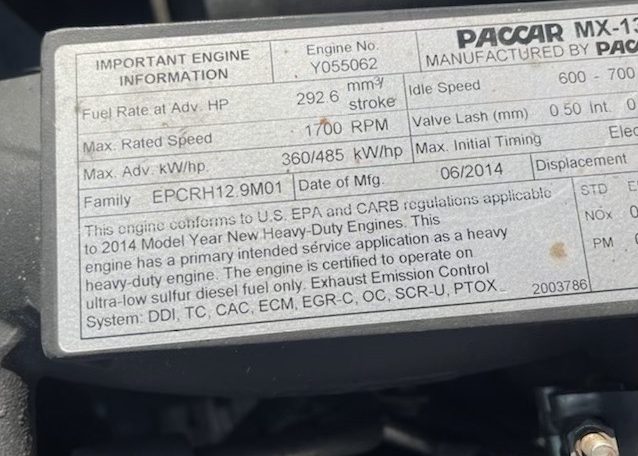 IMPORTANT ENGINE
INFORMATION
Engine No.
Y055062
PACCAR MX-13
MANUFACTURED BY PAC
Fuel Rate at Adv. HP
292.6 mm³/
stroke
Idle Speed
600 - 700
Max. Rated Speed
1700 RPM
Valve Lash (mm)
0 50 Int. 0
Max. Adv. kW/hp.
360/485 kW/hp
Max. Initial Timing
Elec
Family
EPCRH12.9M01
Date of Mfg.
06/2014
Displacement
This engine conforms to U.S. EPA and CARB regulations applicable
to 2014 Model Year New Heavy-Duty Engines. This
engine has a primary intended service application as a heavy
heavy-duty engine. The engine is certified to operate on
ultra-low sulfur diesel fuel only. Exhaust Emission Control
System: DDI, TC, CAC, ECM, EGR-C, OC, SCR-U, PTOX
2003786
STD
NOx 0
PM 0